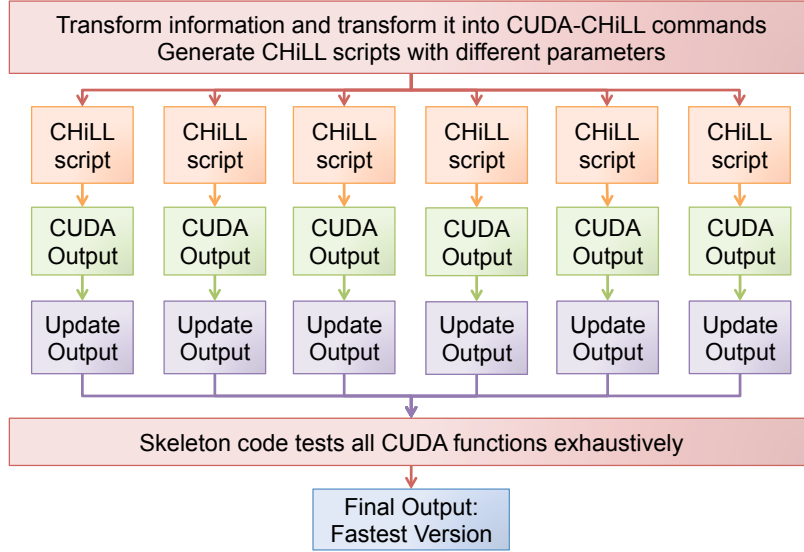 Transform information and transform it into CUDA-CHiLL commands
Generate CHiLL scripts with different parameters
CHiLL script
CHiLL script
CHiLL script
CHiLL script
CHiLL script
CHiLL script
CUDA Output
CUDA Output
CUDA Output
CUDA Output
CUDA Output
CUDA Output
Update Output
Update Output
Update Output
Update Output
Update Output
Update Output
Skeleton code tests all CUDA functions exhaustively
Final Output:
Fastest Version